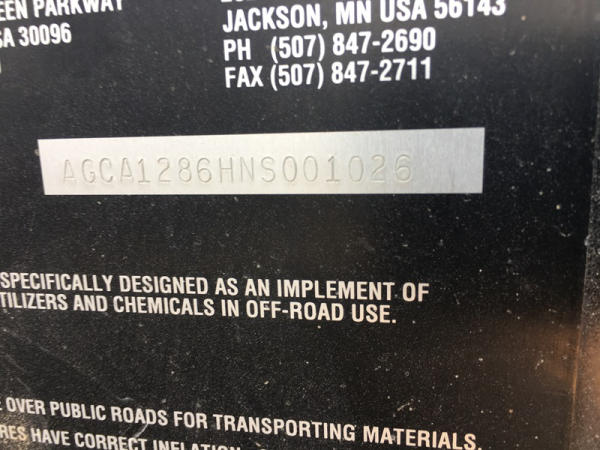 EEN PARKWAY
SA 30096
JACKSON, MN USA 56143
PH (507) 847-2690
FAX (507) 847-2711
AGCA1286HNS001026
SPECIFICALLY DESIGNED AS AN IMPLEMENT OF
TILIZERS AND CHEMICALS IN OFF-ROAD USE.
OVER PUBLIC ROADS FOR TRANSPORTING MATERIALS.
RES HAVE CORRECT INFLATION